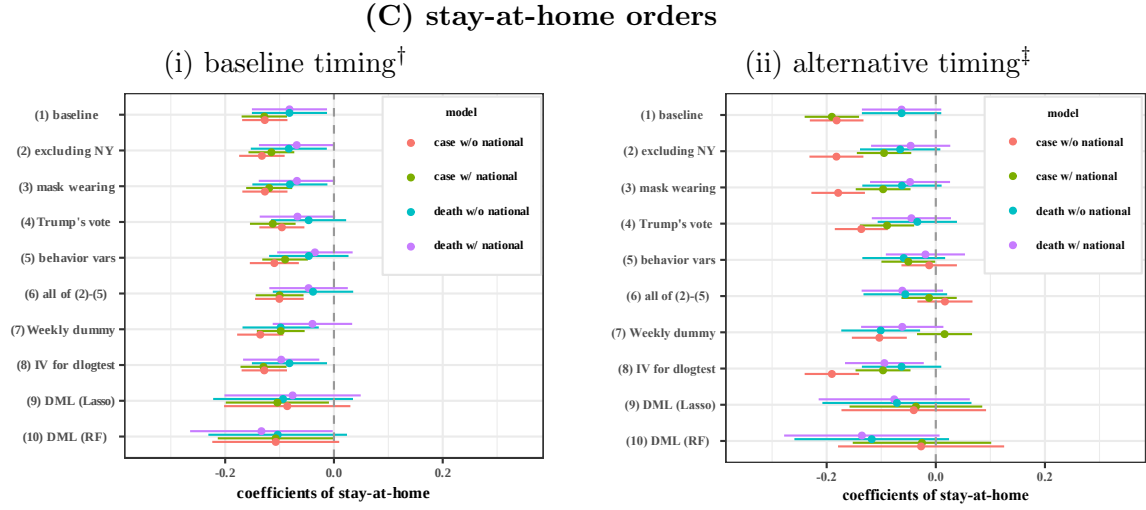 (C) stay-at-home orders
(i) baseline timing†
(1) baseline
(2) excluding NY
(3) mask wearing
(4) Trump's vote
(5) behavior vars
(6) all of (2)-(5)
(7) Weekly dummy
(8) IV for dlogtest
(9) DML (Lasso)
(10) DML (RF)
model
case w/o national
case w/ national
death w/o national
death w/ national
-0.2
0.0
0.2
coefficients of stay-at-home
(ii) alternative timing‡
(1) baseline
(2) excluding NY
(3) mask wearing
(4) Trump's vote
(5) behavior vars
(6) all of (2)-(5)
(7) Weekly dummy
(8) IV for dlogtest
(9) DML (Lasso)
(10) DML (RF)
model
case w/o national
case w/ national
death w/o national
death w/ national
-0.2
0.0
0.2
coefficients of stay-at-home